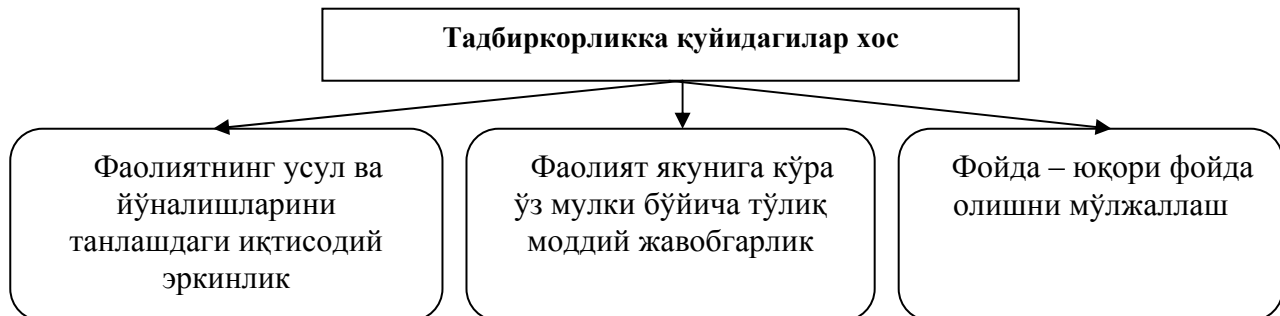 Тадбиркорликка қуйидагилар хос
Фаолиятнинг усул ва
йўналишларини
танлашдаги иқтисодий
эркинлик
Фаолият якунига кўра
ўз мулки бўйича тўлиқ
моддий жавобгарлик
Фойда – юқори фойда
олишни мўлжаллаш